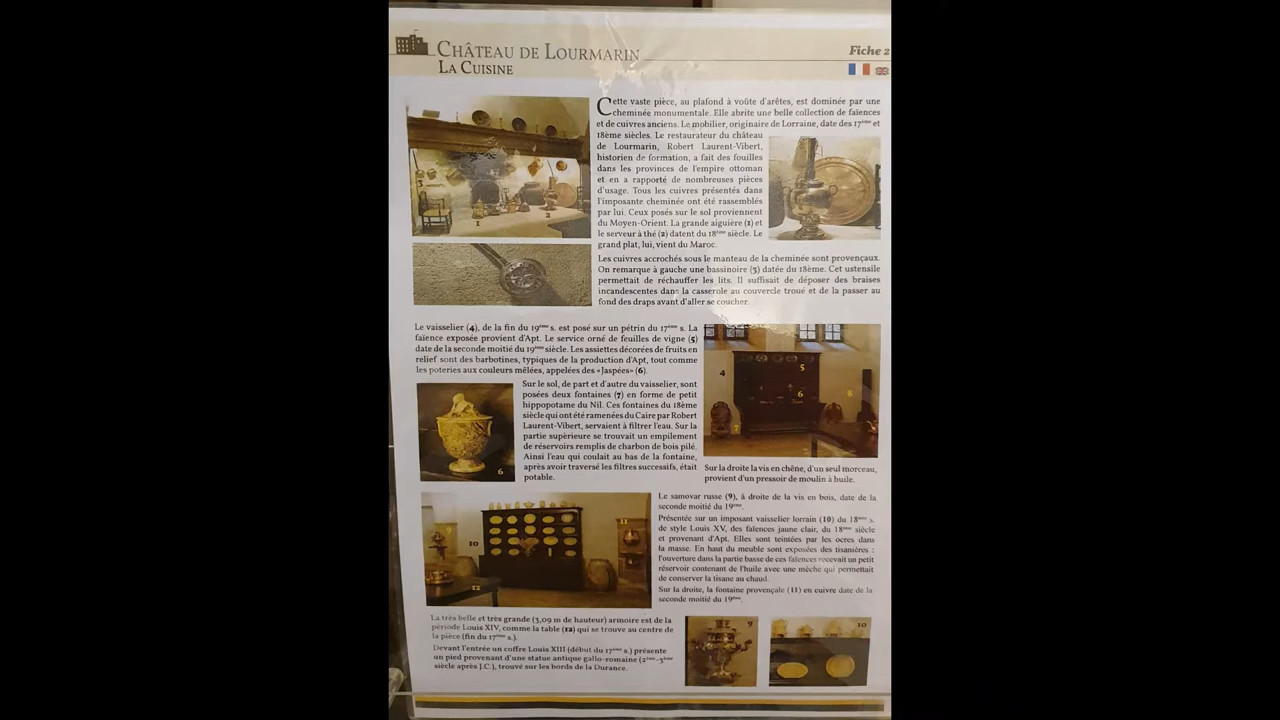 CHÂTEAU DE LOURMARIN
LA CUISINE
Fiche 2
Cette vaste pièce, au plafond à voûte d'arêtes, est dominée par une
cheminée monumentale. Elle abrite une belle collection de faïences
et de cuivres anciens. Le mobilier, originaire de Lorraine, date des 17ème et
18ème siècles. Le restaurateur du château
de Lourmarin, Robert Laurent-Vibert,
historien de formation, a fait des fouilles
dans les provinces de l'empire ottoman
et en a rapporté de nombreuses pièces
d'usage. Tous les cuivres présentés dans
l'imposante cheminée ont été rassemblés
par lui. Ceux posés sur le sol proviennent
du Moyen-Orient. La grande aiguière (1) et
le serveur à thé (2) datent du 18ème siècle. Le
grand plat, lui, vient du Maroc.
3
1
2
Les cuivres accrochés sous le manteau de la cheminée sont provençaux.
On remarque à gauche une bassinoire (3) datée du 18ème. Cet ustensile
permettait de réchauffer les lits. Il suffisait de déposer des braises
incandescentes dans la casserole au couvercle troué et de la passer au
fond des draps avant d'aller se coucher.
Le vaisselier (4), de la fin du 19ème s. est posé sur un pétrin du 17ème s. La
faïence exposée provient d'Apt. Le service orné de feuilles de vigne (5)
date de la seconde moitié du 19ème siècle. Les assiettes décorées de fruits en
relief sont des barbotines, typiques de la production d'Apt, tout comme
les poteries aux couleurs mêlées, appelées des «Jaspées» (6).
Sur le sol, de part et d'autre du vaisselier, sont
posées deux fontaines (7) en forme de petit
hippopotame du Nil. Ces fontaines du 18ème
siècle qui ont été ramenées du Caire par Robert
Laurent-Vibert, servaient à filtrer l'eau. Sur la
partie supérieure se trouvait un empilement
de réservoirs remplis de charbon de bois pilé.
Ainsi l'eau qui coulait au bas de la fontaine,
après avoir traversé les filtres successifs, était
potable.
6
4
5
6
7
8
Sur la droite la vis en chêne, d'un seul morceau,
provient d'un pressoir de moulin à huile.
Le samovar russe (9), à droite de la vis en bois, date de la
seconde moitié du 19ème.
Présentée sur un imposant vaisselier lorrain (10) du 18ème s.
de style Louis XV, des faïences jaune clair, du 18ème siècle
et provenant d'Apt. Elles sont teintées par les ocres dans
la masse. En haut du meuble sont exposées des tisanières :
l'ouverture dans la partie basse de ces faïences recevait un petit
réservoir contenant de l'huile avec une mèche qui permettait
de conserver la tisane au chaud.
Sur la droite, la fontaine provençale (11) en cuivre date de la
seconde moitié du 19ème.
10
11
12
La très belle et très grande (3,09 m de hauteur) armoire est de la
période Louis XIV, comme la table (12) qui se trouve au centre de
la pièce (fin du 17ème s.).
Devant l'entrée un coffre Louis XIII (début du 17ème s.) présente
un pied provenant d'une statue antique gallo-romaine (2ème-3ème
siècle après J.C.), trouvé sur les bords de la Durance.
9
10